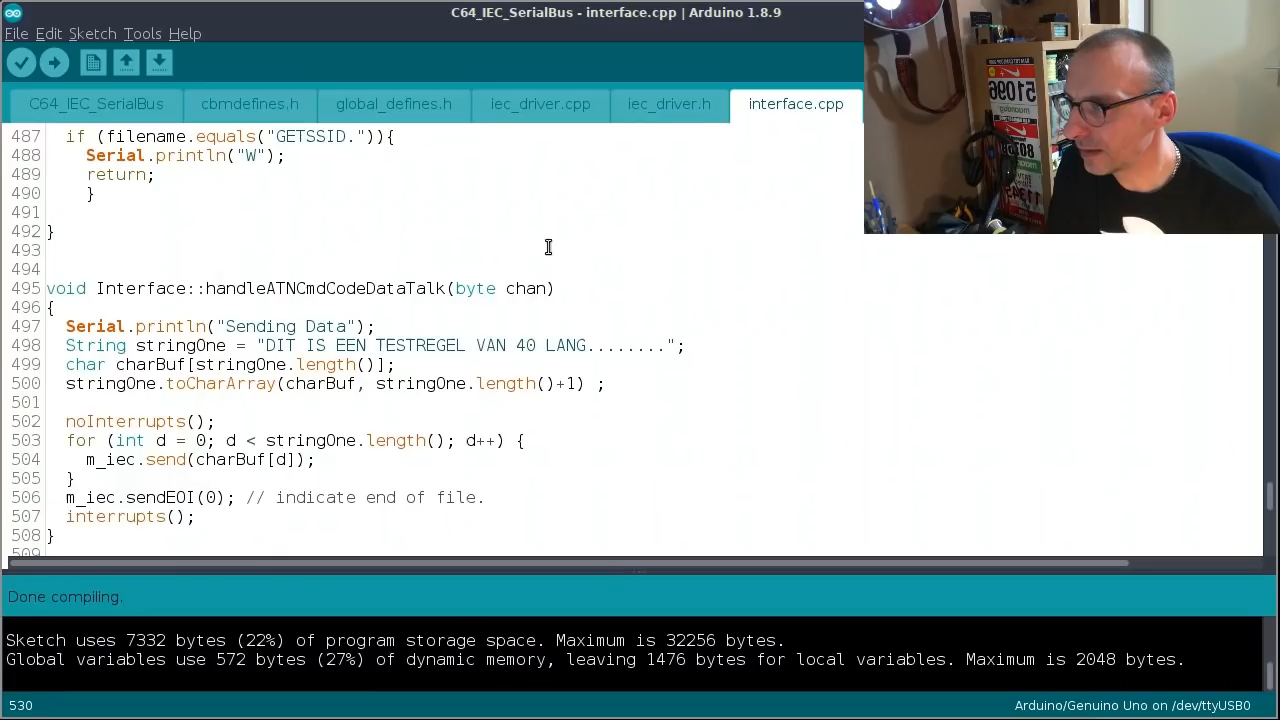 C64_IEC_SerialBus - interface.cpp | Arduino 1.8.9
File Edit Sketch Tools Help
C64_IEC_SerialBus cbmdefines.h global_defines.h iec_driver.cpp iec_driver.h interface.cpp
487 if (filename.equals("GETSSID.")){
488 Serial.println("W");
489 return;
490 }
491
492 }
493
494
495 void Interface::handleATNCmdCodeDataTalk(byte chan)
496 {
497 Serial.println("Sending Data");
498 String stringOne = "DIT IS EEN TESTREGEL VAN 40 LANG........";
499 char charBuf[stringOne.length()];
500 stringOne.toCharArray(charBuf, stringOne.length()+1) ;
501
502 noInterrupts();
503 for (int d = 0; d < stringOne.length(); d++) {
504 m_iec.send(charBuf[d]);
505 }
506 m_iec.sendEOI(0); // indicate end of file.
507 interrupts();
508 }
509
Done compiling.
Sketch uses 7332 bytes (22%) of program storage space. Maximum is 32256 bytes.
Global variables use 572 bytes (27%) of dynamic memory, leaving 1476 bytes for local variables. Maximum is 2048 bytes.
530
Arduino/Genuino Uno on /dev/ttyUSB0